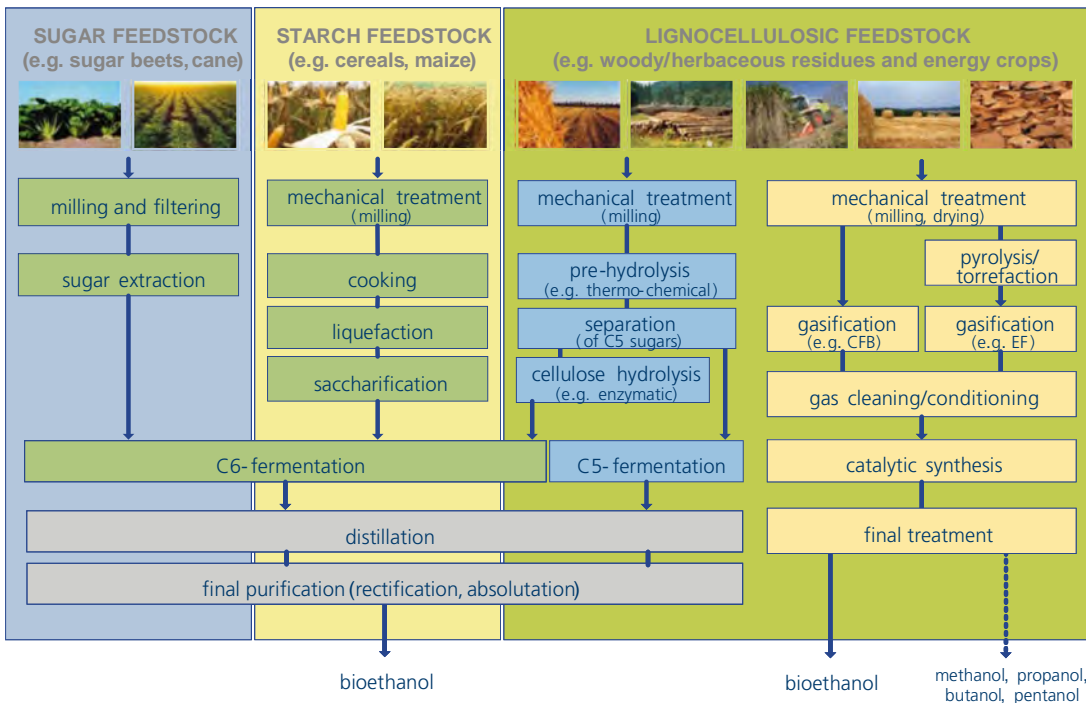 SUGAR FEEDSTOCK
(e.g. sugar beets, cane)
milling and filtering
sugar extraction
STARCH FEEDSTOCK
(e.g. cereals, maize)
mechanical treatment
(milling)
cooking
liquefaction
saccharification
LIGNOCELLULOSIC FEEDSTOCK
(e.g. woody/herbaceous residues and energy crops)
mechanical treatment
(milling)
pre-hydrolysis
(e.g. thermo-chemical)
separation
(of C5 sugars)
cellulose hydrolysis
(e.g. enzymatic)
mechanical treatment
(milling, drying)
pyrolysis/
torrefaction
gasification
(e.g. CFB)
gasification
(e.g. EF)
gas cleaning/conditioning
C6-fermentation
C5-fermentation
catalytic synthesis
distillation
final treatment
final purification (rectification, absolutation)
bioethanol
bioethanol
methanol, propanol,
butanol, pentanol